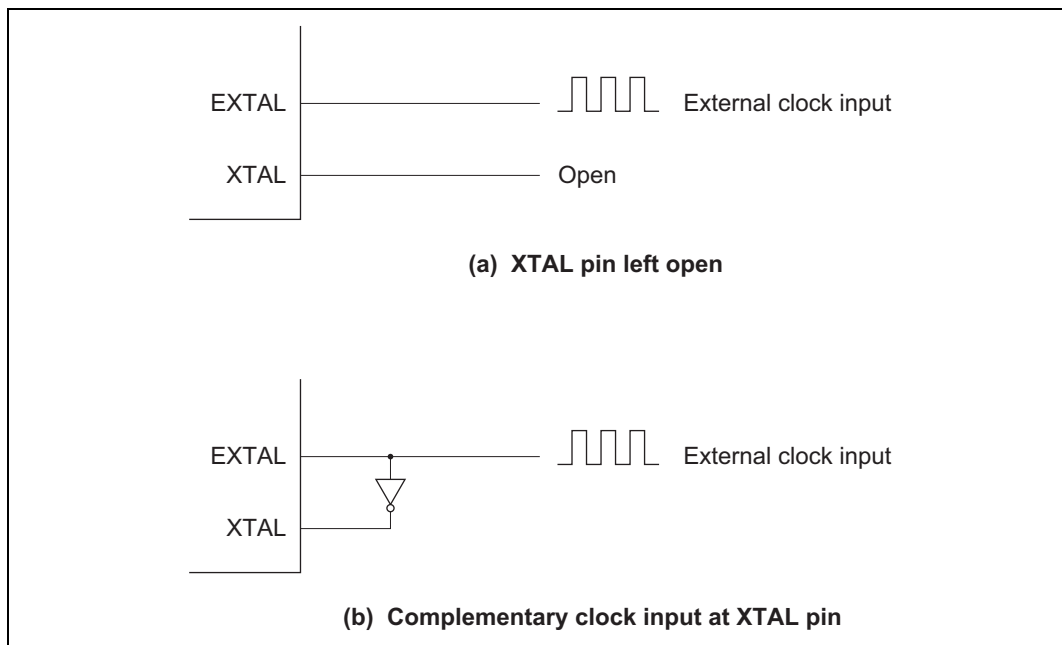 EXTAL External clock input
XTAL Open
(a) XTAL pin left open
EXTAL External clock input
XTAL
(b) Complementary clock input at XTAL pin